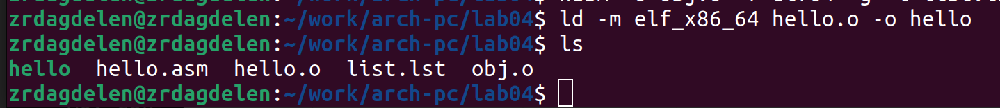 zrdagdelen@zrdagdelen:~/work/arch-pc/lab04$ ld -m elf_x86_64 hello.o -o hello
zrdagdelen@zrdagdelen:~/work/arch-pc/lab04$ ls
hello  hello.asm  hello.o  list.lst  obj.o
zrdagdelen@zrdagdelen:~/work/arch-pc/lab04$